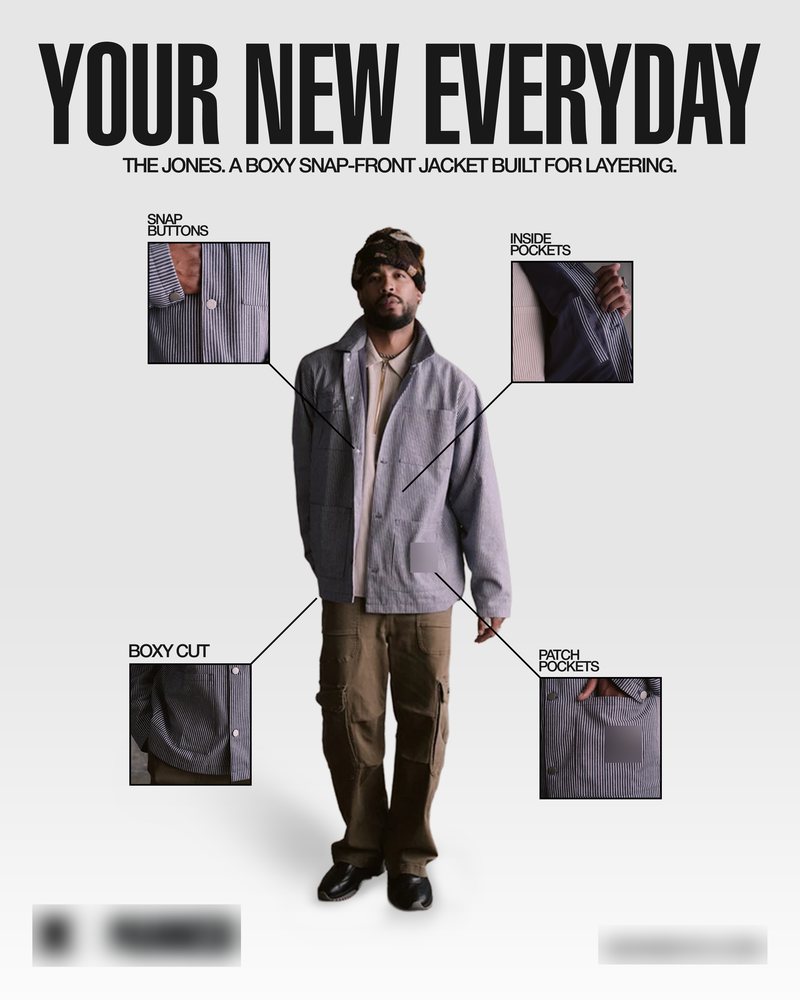 YOUR NEW EVERYDAY
THE JONES. A BOXY SNAP-FRONT JACKET BUILT FOR LAYERING.
SNAP
BUTTONS
INSIDE
POCKETS
BOXY CUT
PATCH
POCKETS